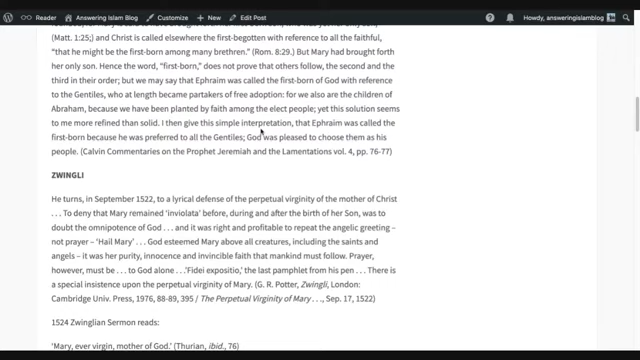 Reader Answering Islam Blog Customize New Edit Post Howdy, answeringislamblog
(Matt. 1:25;) and Christ is called elsewhere the first-begotten with reference to all the faithful,
“that he might be the first-born among many brethren.” (Rom. 8:29.) But Mary had brought forth
her only son. Hence the word, “first-born,” does not prove that others follow, the second and the
third in their order; but we may say that Ephraim was called the first-born of God with reference
to the Gentiles, who at length became partakers of free adoption: for we also are the children of
Abraham, because we have been planted by faith among the elect people; yet this solution seems
to me more refined than solid. I then give this simple interpretation, that Ephraim was called the
first-born because he was preferred to all the Gentiles; God was pleased to choose them as his
people. (Calvin Commentaries on the Prophet Jeremiah and the Lamentations vol. 4, pp. 76-77)
ZWINGLI
He turns, in September 1522, to a lyrical defense of the perpetual virginity of the mother of Christ
. . . To deny that Mary remained ‘inviolata’ before, during and after the birth of her Son, was to
doubt the omnipotence of God . . . and it was right and profitable to repeat the angelic greeting –
not prayer – ‘Hail Mary’ . . . God esteemed Mary above all creatures, including the saints and
angels – it was her purity, innocence and invincible faith that mankind must follow. Prayer,
however, must be . . . to God alone . . .‘Fidei expositio,’ the last pamphlet from his pen . . . There is
a special insistence upon the perpetual virginity of Mary. (G. R. Potter, Zwingli, London:
Cambridge Univ. Press, 1976, 88-89, 395 / The Perpetual Virginity of Mary . . ., Sep. 17, 1522)
1524 Zwinglian Sermon reads:
‘Mary, ever virgin, mother of God.’ (Thurian, ibid., 76)